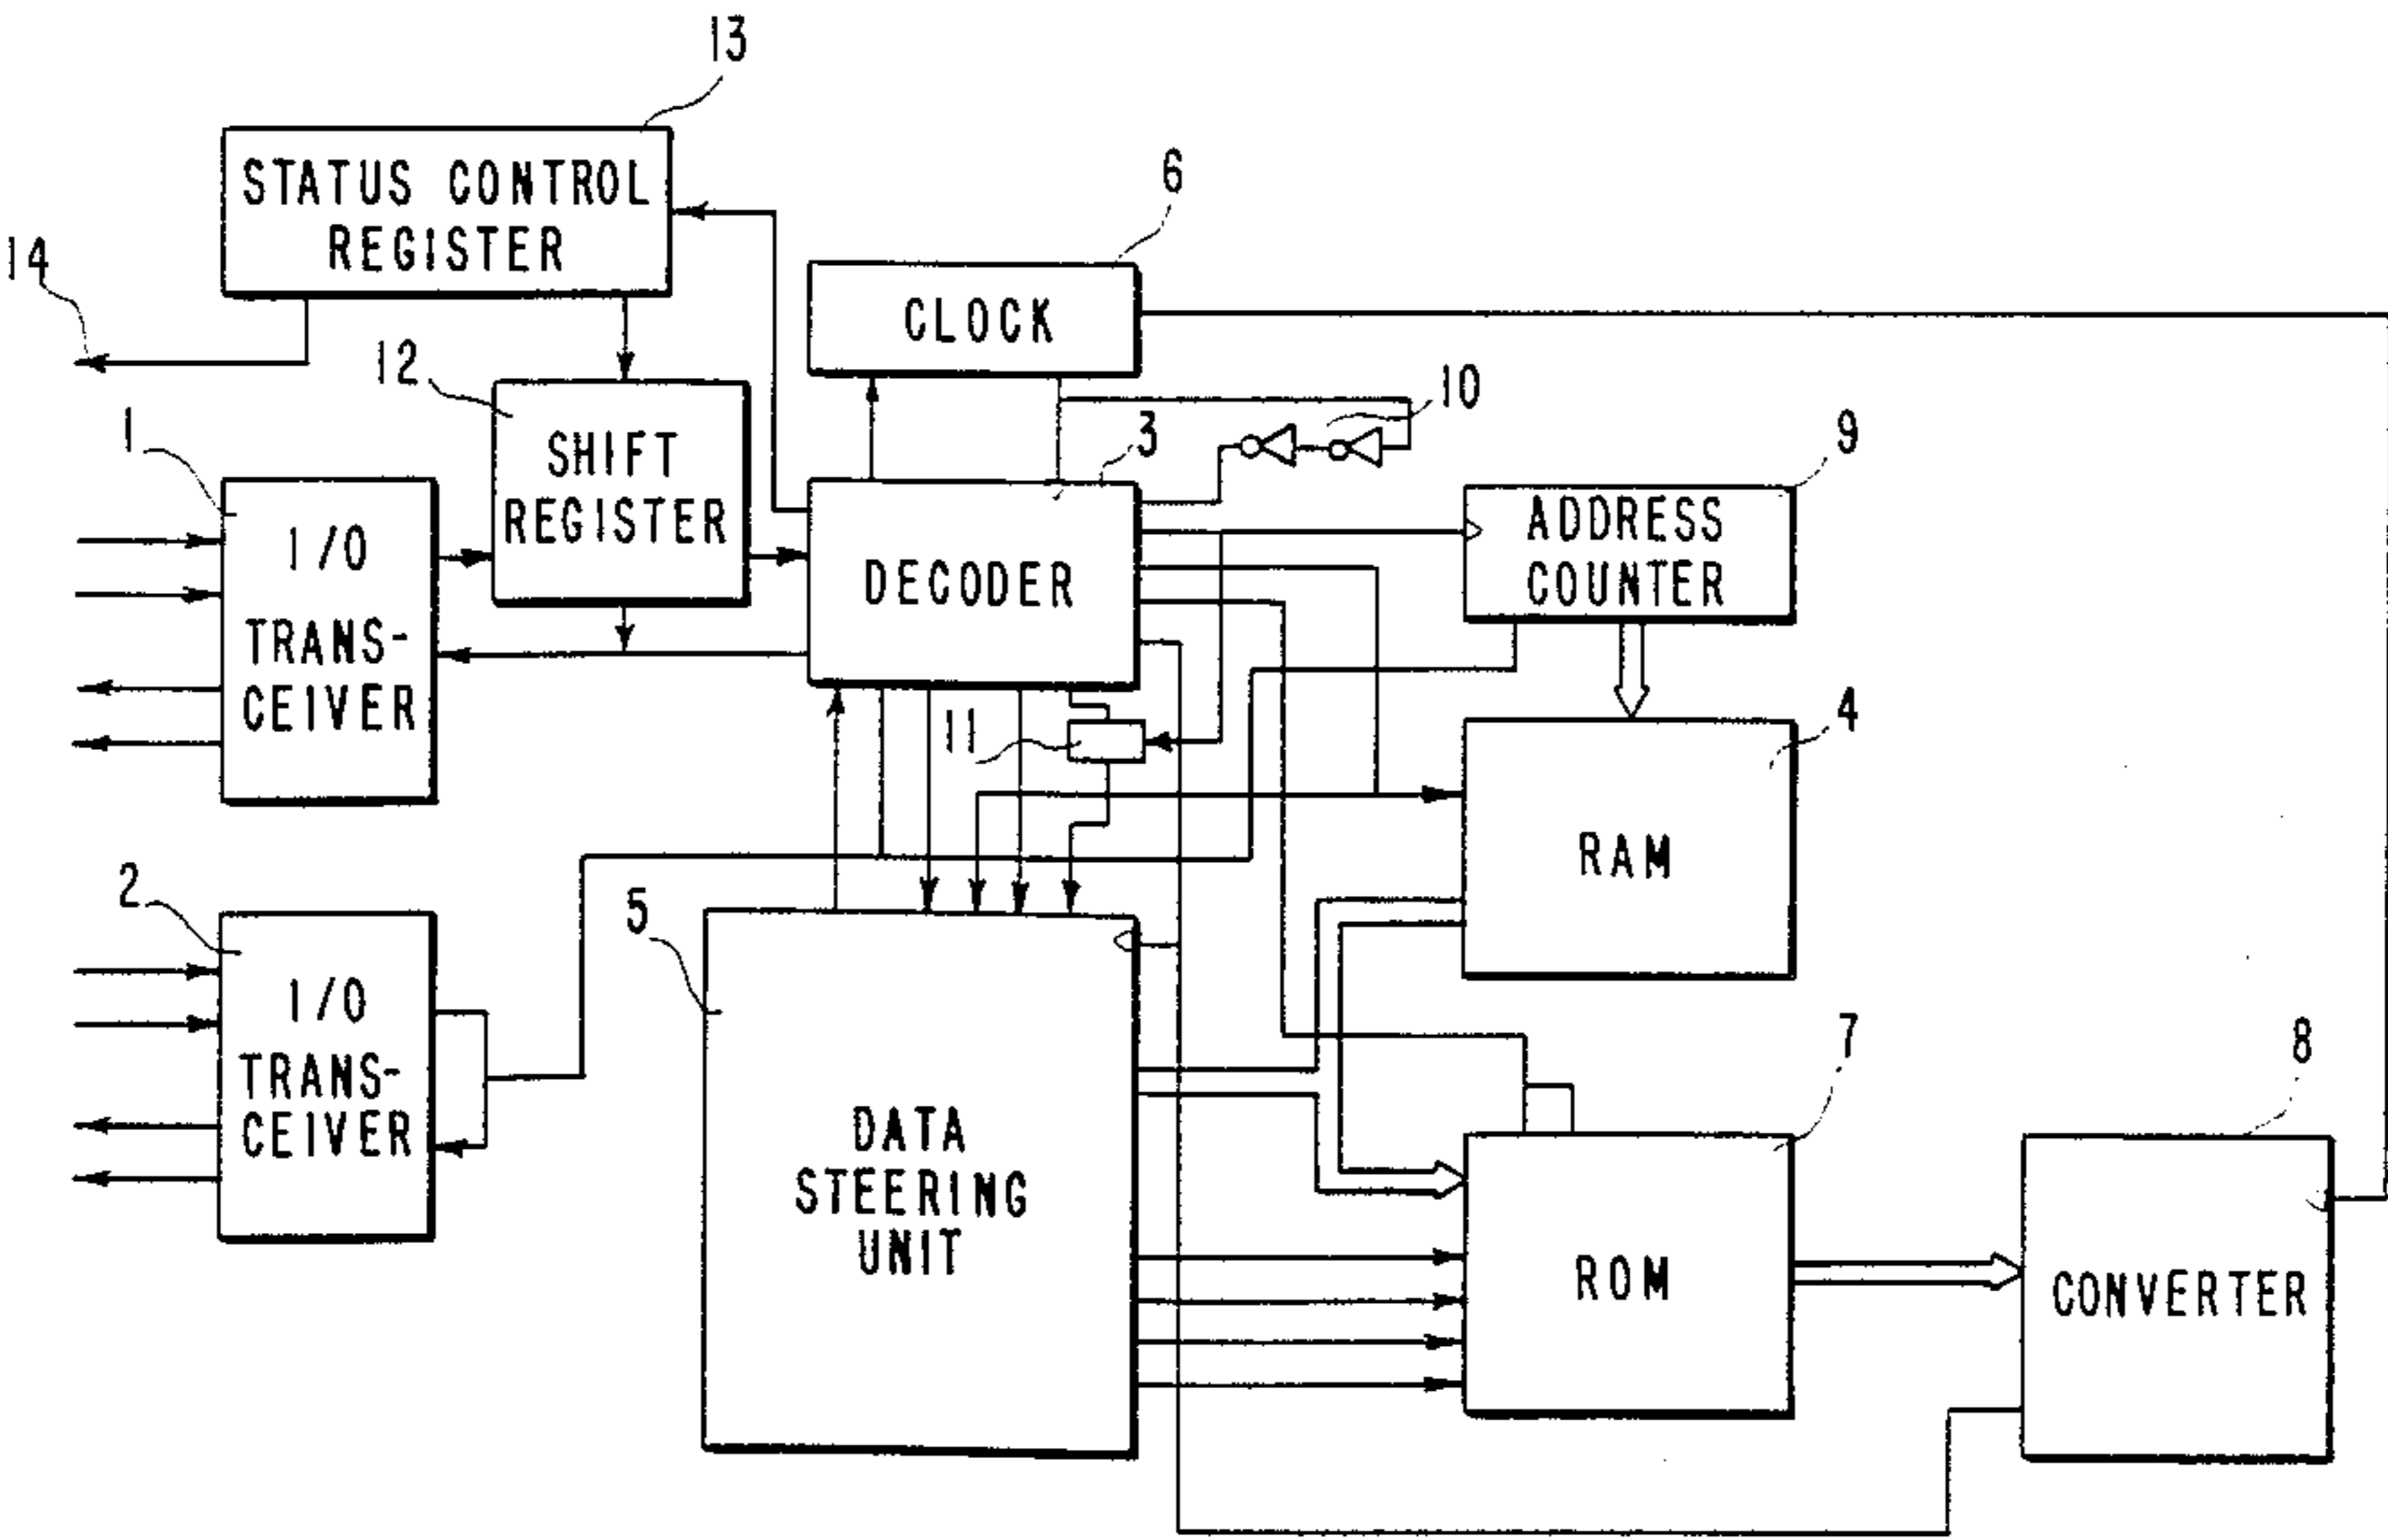 13
STATUS CONTROL
REGISTER
14
6
CLOCK
12
10
1
SHIFT
REGISTER
3
9
I/O
TRANS-
CEIVER
DECODER
ADDRESS
COUNTER
11
4
RAM
2
5
I/O
TRANS-
CEIVER
7
8
DATA
STEERING
UNIT
ROM
CONVERTER